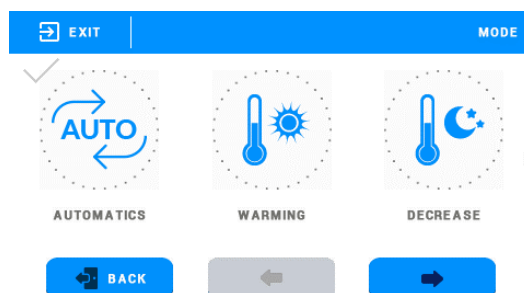 EXIT
MODE
AUTO
AUTOMATICS
WARMING
DECREASE
BACK